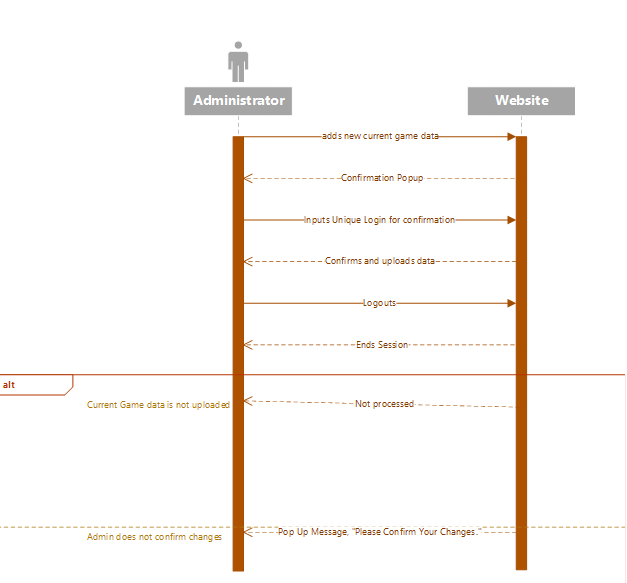 Administrator
Website
adds new current game data
Confirmation Popup
Inputs Unique Login for confirmation
Confirms and uploads data
Logouts
Ends Session
alt
Current Game data is not uploaded
Not processed
Pop Up Message, "Please Confirm Your Changes."
Admin does not confirm changes